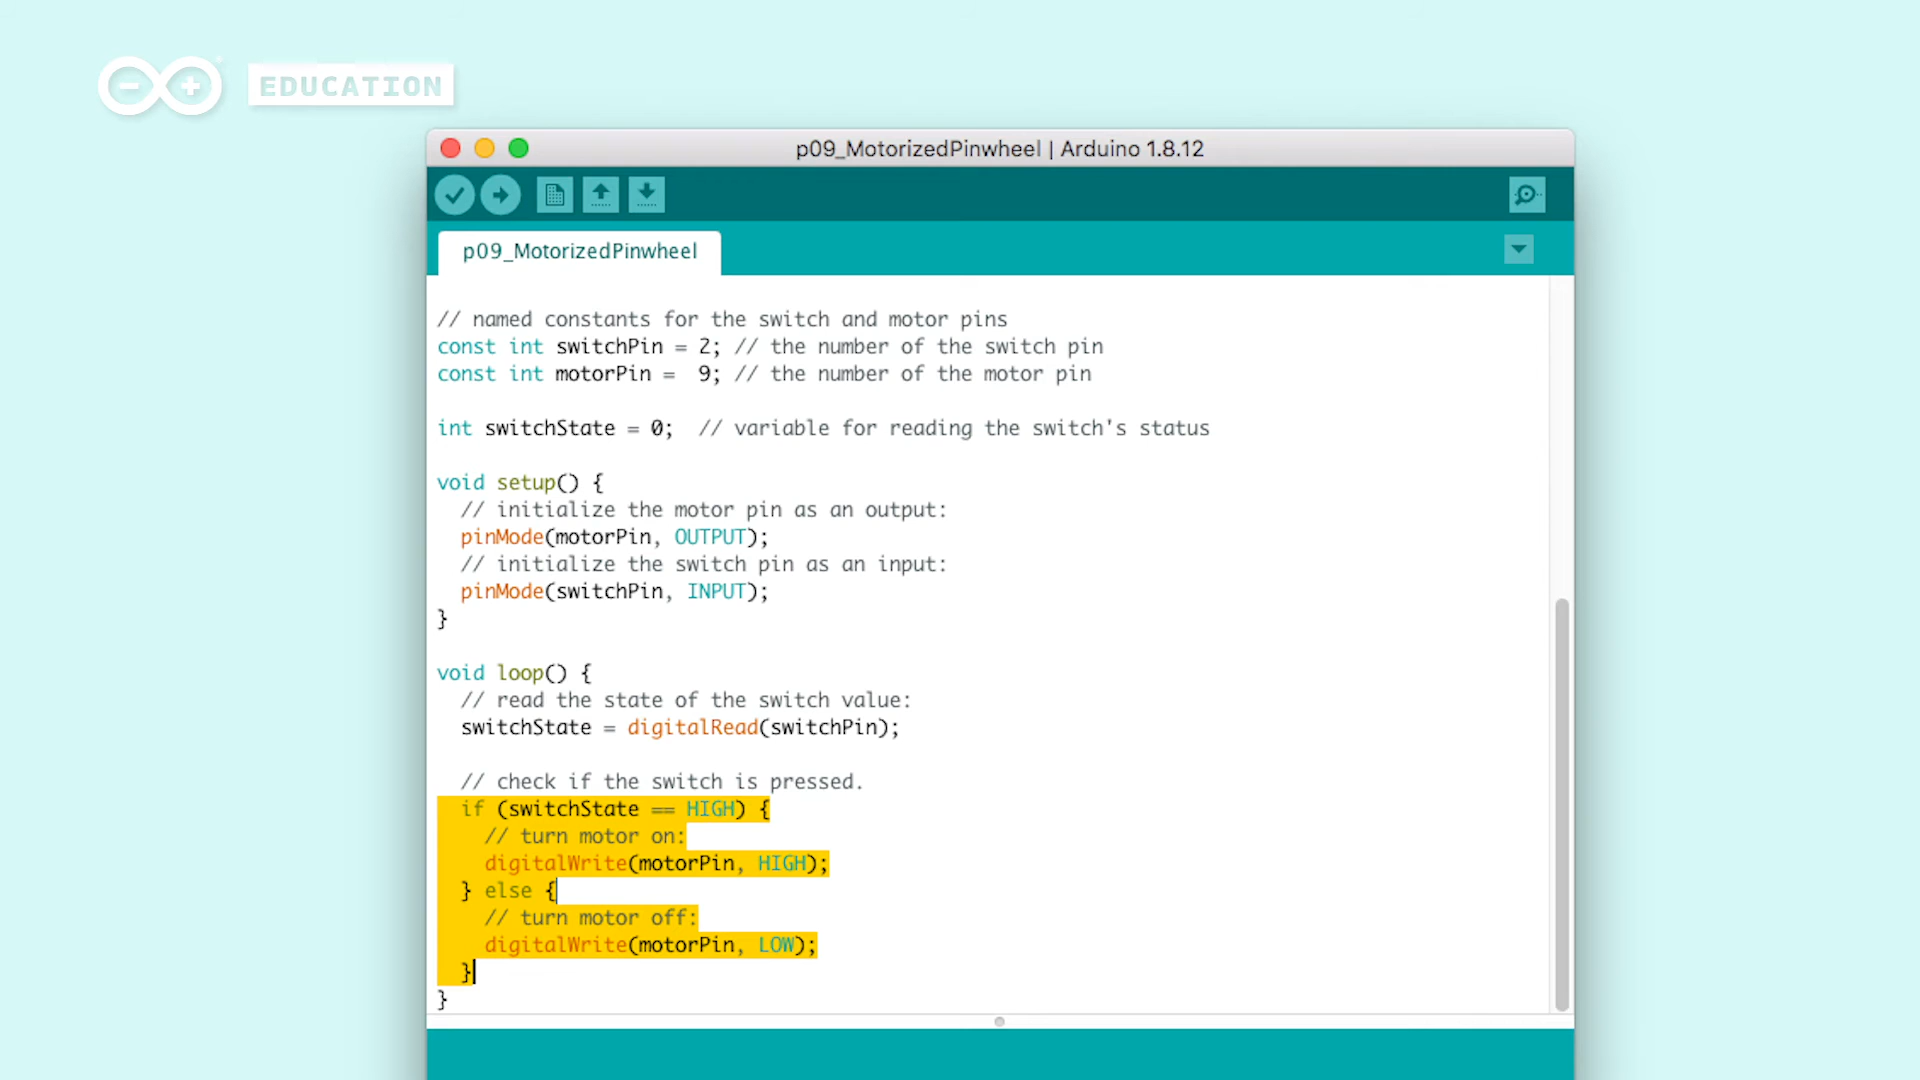 EDUCATION
p09_MotorizedPinwheel | Arduino 1.8.12
p09_MotorizedPinwheel
// named constants for the switch and motor pins
const int switchPin = 2; // the number of the switch pin
const int motorPin =  9; // the number of the motor pin
int switchState = 0;  // variable for reading the switch's status
void setup() {
  // initialize the motor pin as an output:
  pinMode(motorPin, OUTPUT);
  // initialize the switch pin as an input:
  pinMode(switchPin, INPUT);
}
void loop() {
  // read the state of the switch value:
  switchState = digitalRead(switchPin);
  // check if the switch is pressed.
  if (switchState == HIGH) {
    // turn motor on:
    digitalWrite(motorPin, HIGH);
  } else {
    // turn motor off:
    digitalWrite(motorPin, LOW);
  }
}